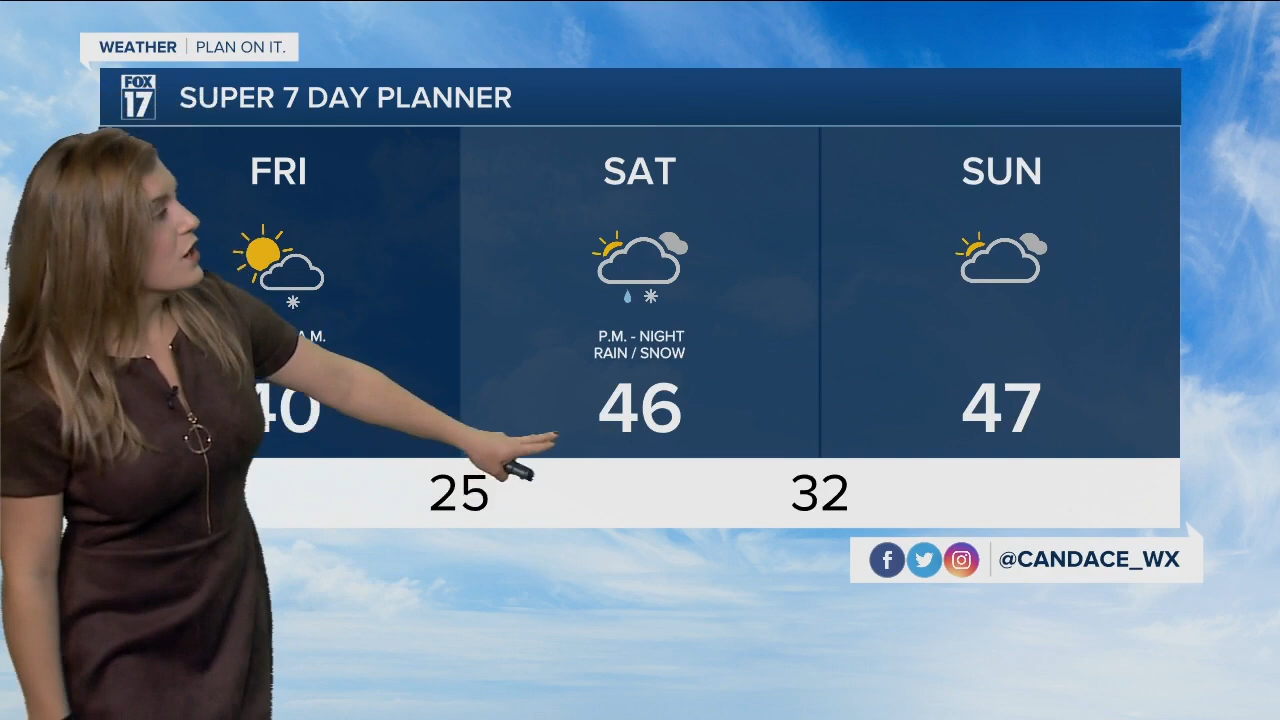 WEATHER PLAN ON IT.
FOX
17
SUPER 7 DAY PLANNER
FRI
SAT
SUN
A.M.
P.M. - NIGHT
RAIN / SNOW
40
46
47
25
32
@CANDACE_WX